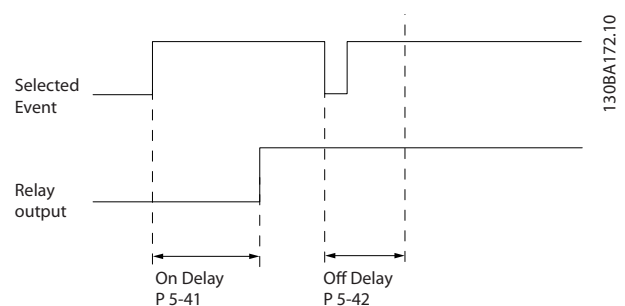 Selected
Event
Relay
output
On Delay
P 5-41
Off Delay
P 5-42
130BA172.10